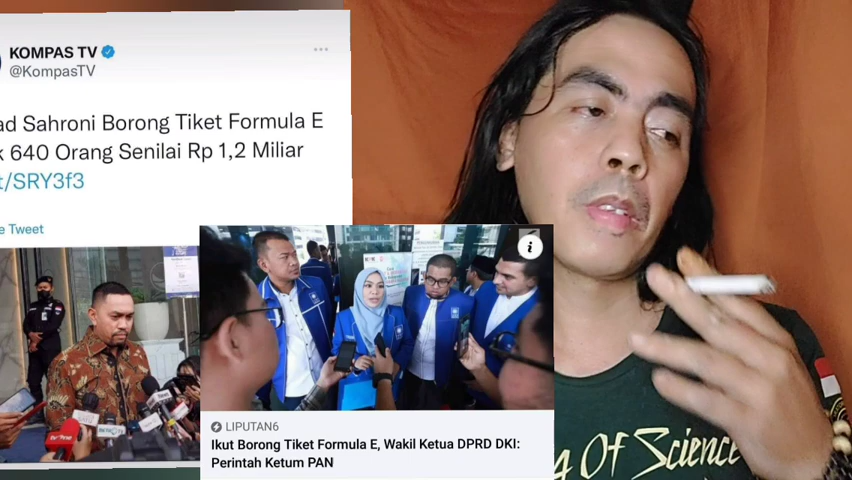 KOMPAS TV
@KompasTV
ad Sahroni Borong Tiket Formula E
k 640 Orang Senilai Rp 1,2 Miliar
t/SRY3f3
e Tweet
LIPUTAN6
Ikut Borong Tiket Formula E, Wakil Ketua DPRD DKI:
Perintah Ketum PAN
Of Science